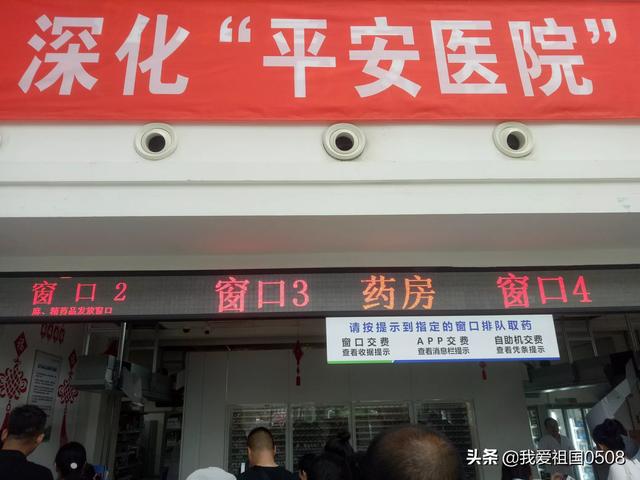 深化“平安医院”
窗口2 窗口3 药房 窗口4
麻、精药品发放窗口
请按提示到指定的窗口排队取药
窗口交费 APP交费 自助机交费
查看收据提示 查看消息栏提示 查看凭条提示
头条 @我爱祖国0508